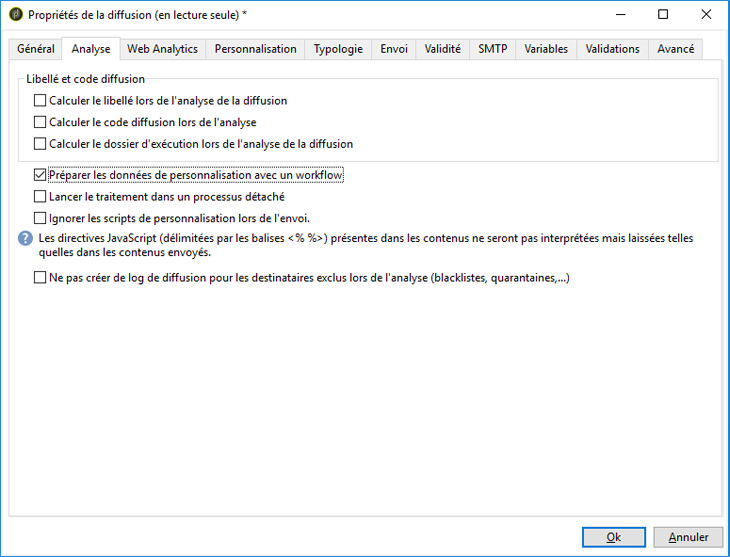 Propriétés de la diffusion (en lecture seule) *
Général Analyse Web Analytics Personnalisation Typologie Envoi Validité SMTP Variables Validations Avancé
Libellé et code diffusion
Calculer le libellé lors de l'analyse de la diffusion
Calculer le code diffusion lors de l'analyse
Calculer le dossier d'exécution lors de l'analyse de la diffusion
Préparer les données de personnalisation avec un workflow
Lancer le traitement dans un processus détaché
Ignorer les scripts de personnalisation lors de l'envoi.
Les directives JavaScript (délimitées par les balises <% %>) présentes dans les contenus ne seront pas interprétées mais laissées telles
quelles dans les contenus envoyés.
Ne pas créer de log de diffusion pour les destinataires exclus lors de l'analyse (blacklistes, quarantaines,...)
Ok Annuler